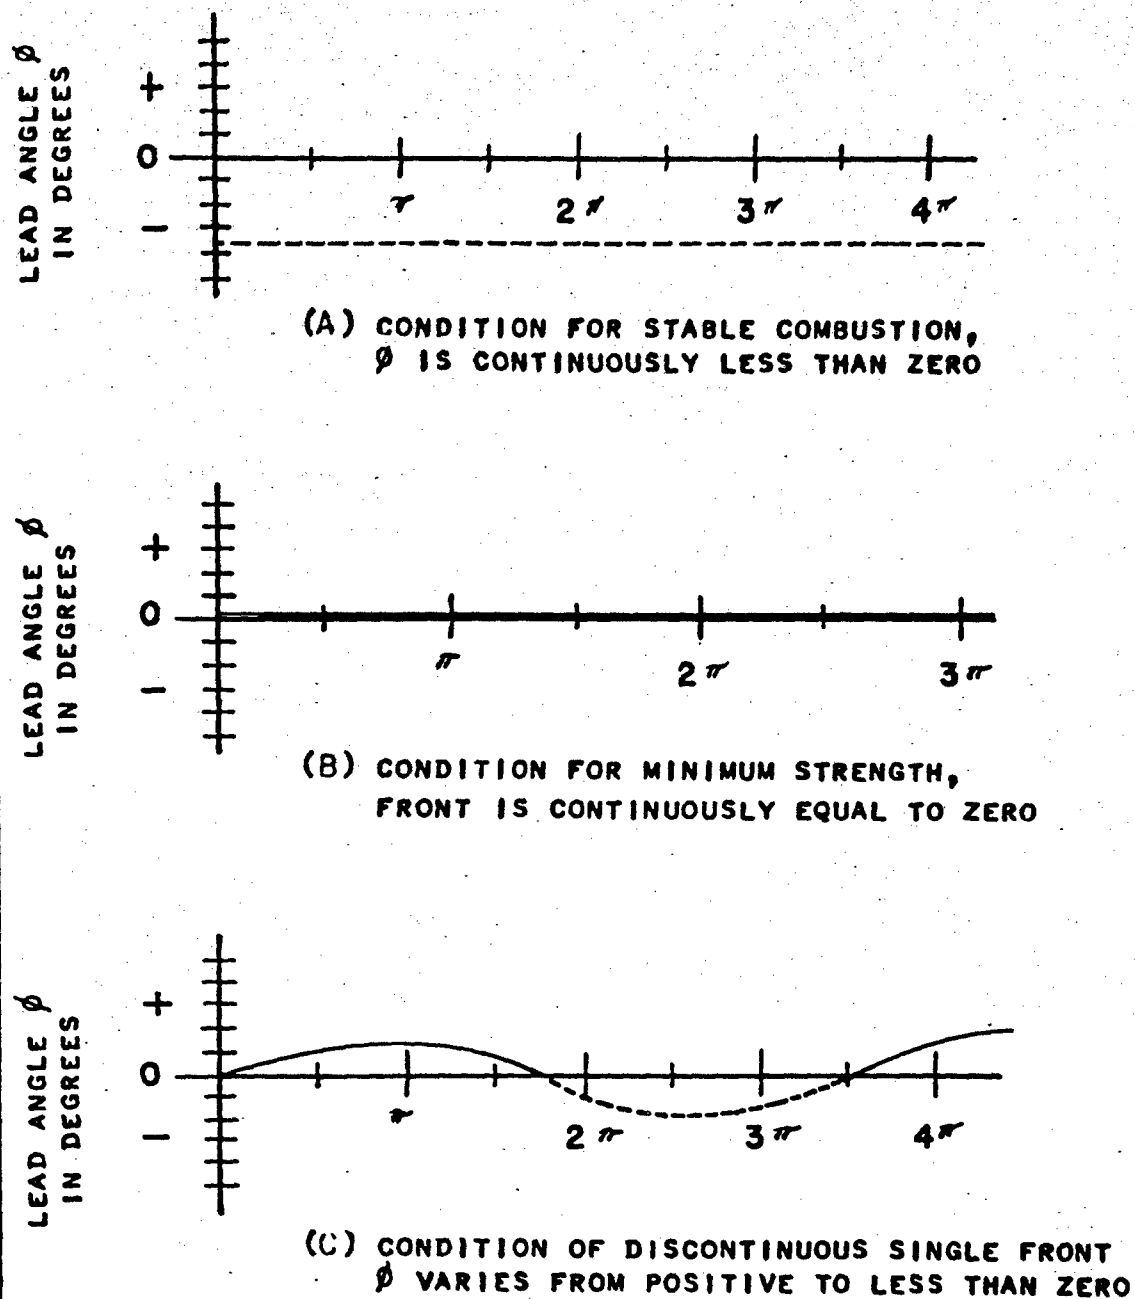 LEAD ANGLE ø
IN DEGREES
+
0
−
π
2π
3π
4π
(A) CONDITION FOR STABLE COMBUSTION,
ø IS CONTINUOUSLY LESS THAN ZERO
LEAD ANGLE ø
IN DEGREES
+
0
−
π
2π
3π
(B) CONDITION FOR MINIMUM STRENGTH,
FRONT IS CONTINUOUSLY EQUAL TO ZERO
LEAD ANGLE ø
IN DEGREES
+
0
−
π
2π
3π
4π
(C) CONDITION OF DISCONTINUOUS SINGLE FRONT
ø VARIES FROM POSITIVE TO LESS THAN ZERO